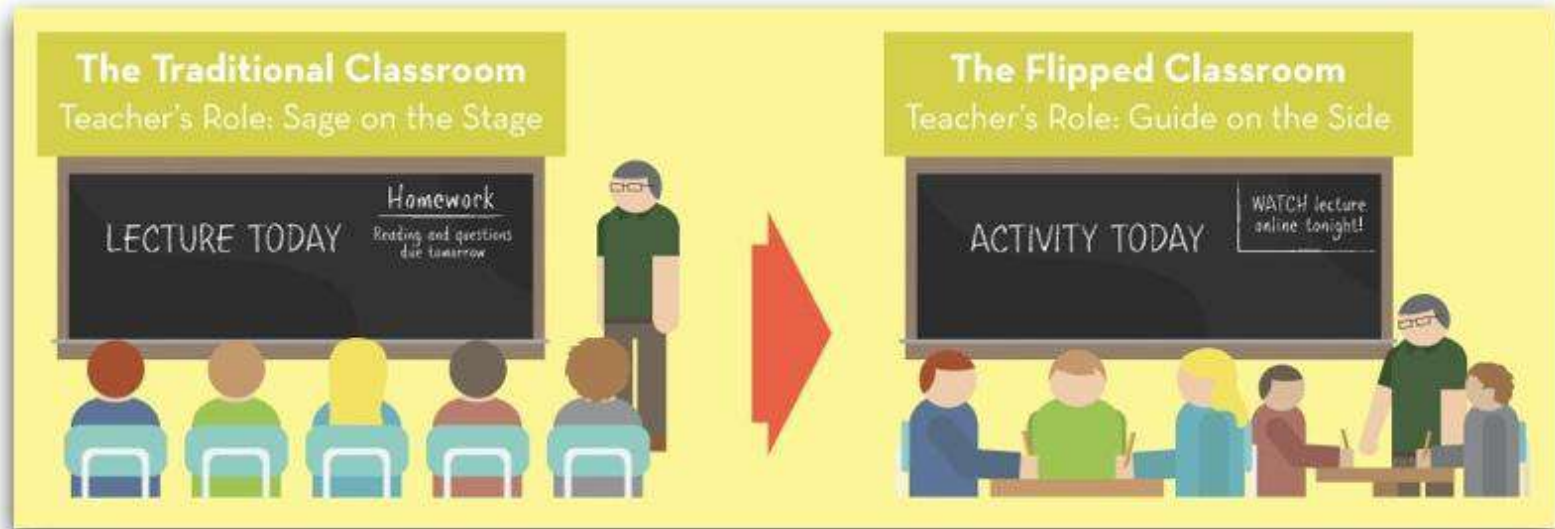 The Traditional Classroom
Teacher's Role: Sage on the Stage
LECTURE TODAY
Homework
Reading and questions
due tomorrow
The Flipped Classroom
Teacher's Role: Guide on the Side
ACTIVITY TODAY
WATCH lecture
online tonight!